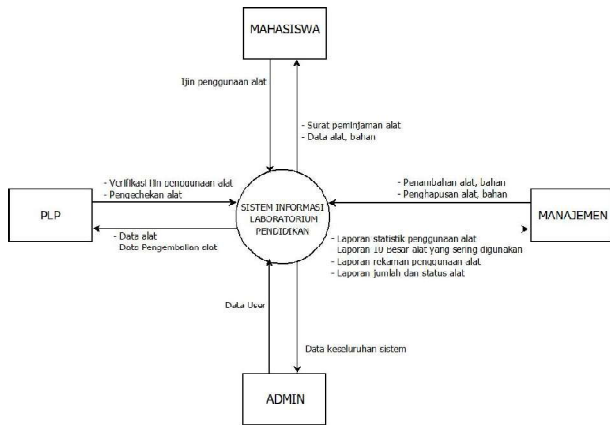 MAHASISWA
Ijin penggunaan alat
- Surat peminjaman alat
- Data alat, bahan
- Verifikasi Ijin penggunaan alat
- Pengechekan alat
- Penambahan alat, bahan
- Penghapusan alat, bahan
PLP
SISTEM INFORMASI
LABORATORIUM
PENDIDIKAN
MANAJEMEN
- Data alat
Data Pengembalian alat
- Laporan statistik penggunaan alat
Laporan 10 Besar alat yang sering digunakan
- Laporan rekaman penggunaan alat
- Laporan jumlah dan status alat
Data User
Data keseluruhan sistem
ADMIN